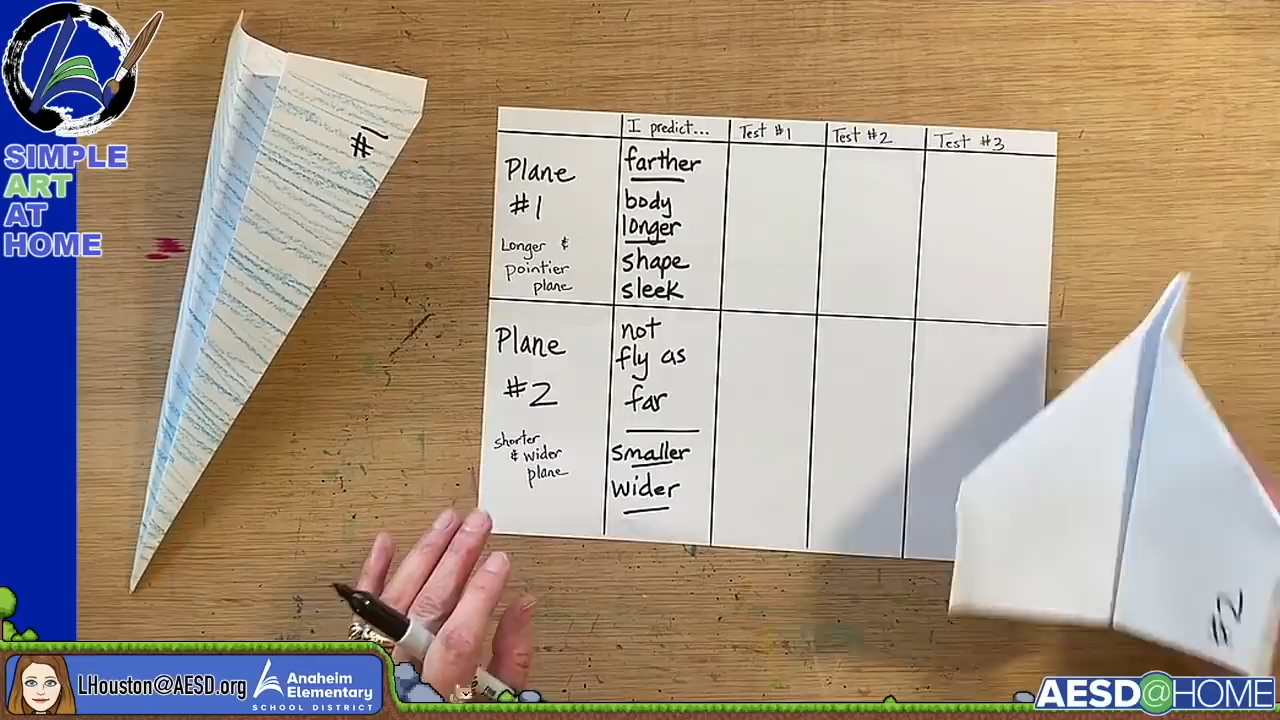 SIMPLE
ART
AT
HOME
#1
I predict...
Test #1
Test #2
Test #3
Plane
#1
Longer &
pointier
plane
farther
body
longer
shape
sleek
Plane
#2
shorter
& wider
plane
not
fly as
far
smaller
wider
#2
LHouston@AESD.org
Anaheim
Elementary
SCHOOL DISTRICT
AESD@HOME